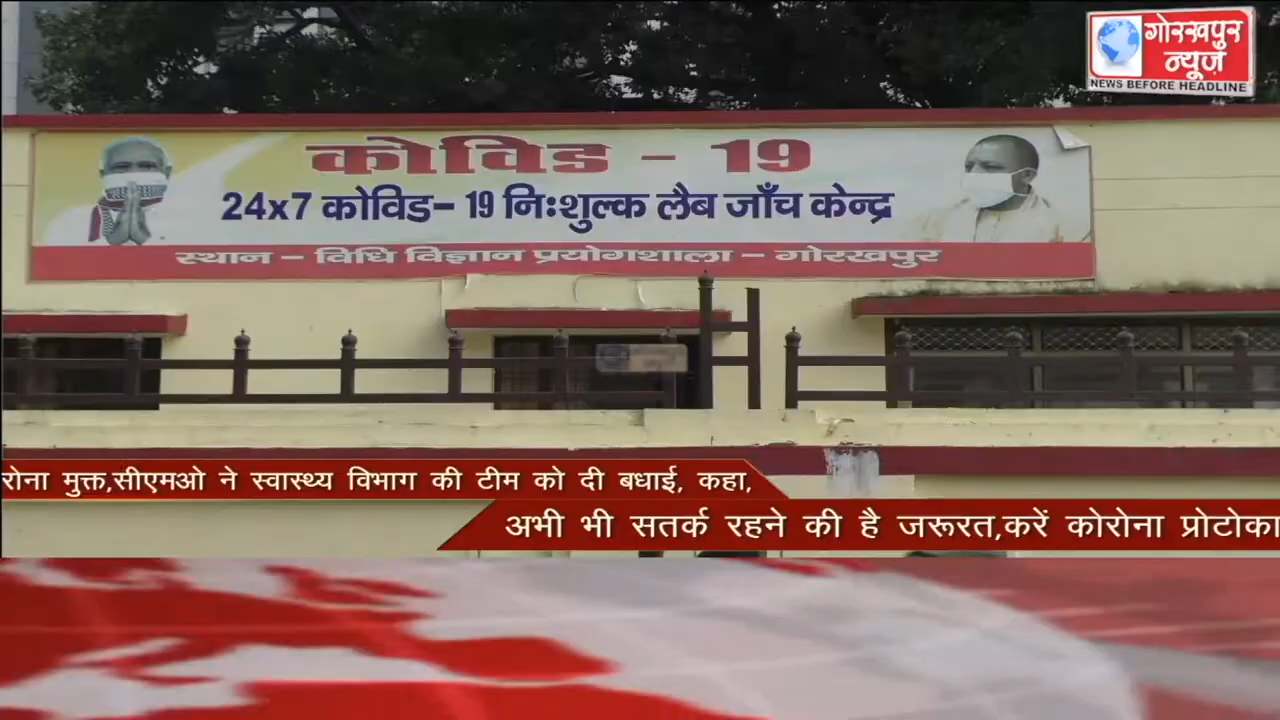 गोरखपुर
न्यूज़
NEWS BEFORE HEADLINE
कोविड - 19
24x7 कोविड- 19 निःशुल्क लैब जाँच केन्द्र
स्थान - विधि विज्ञान प्रयोगशाला - गोरखपुर
रोना मुक्त,सीएमओ ने स्वास्थ्य विभाग की टीम को दी बधाई, कहा,
अभी भी सतर्क रहने की है जरूरत,करें कोरोना प्रोटोका